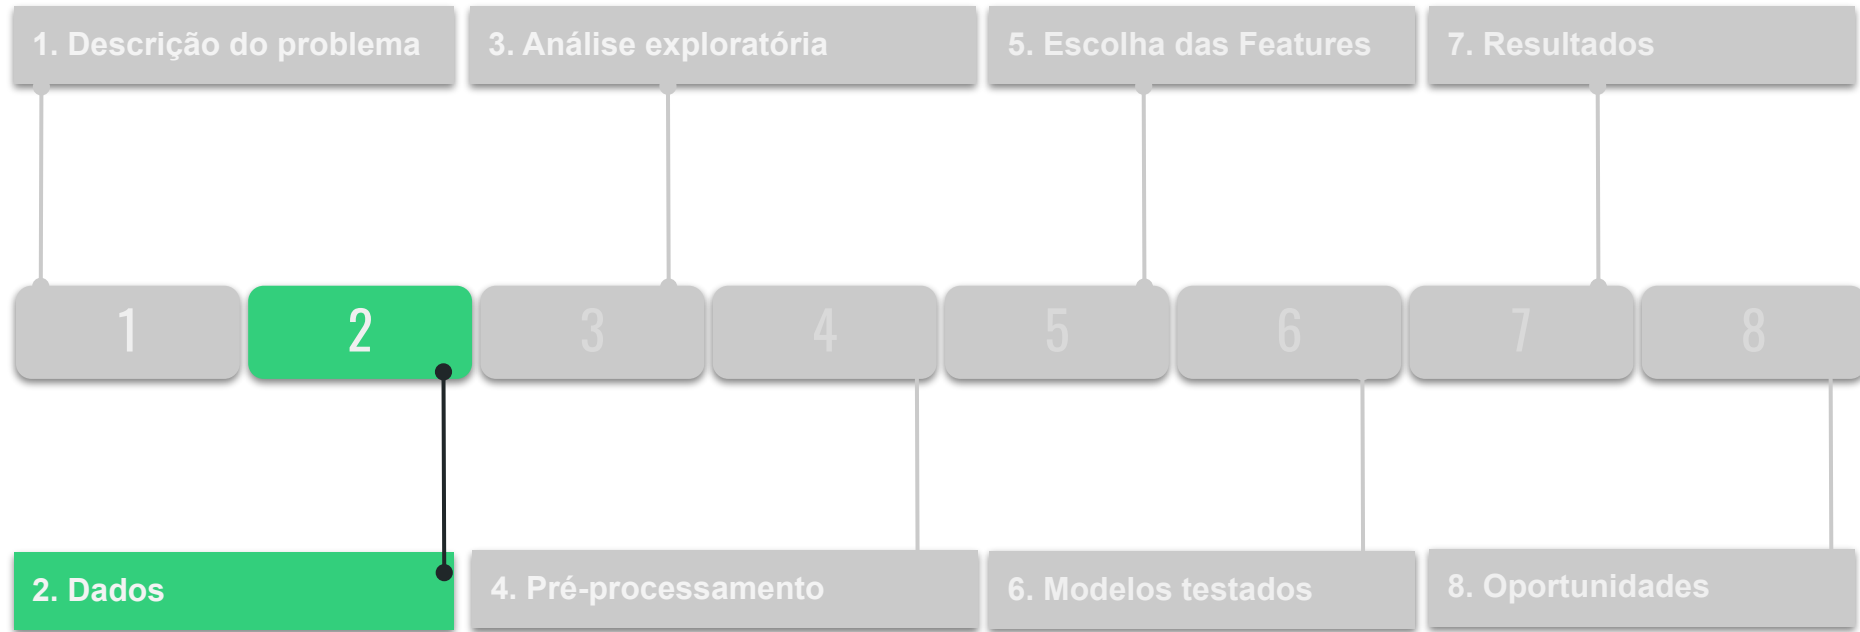 1. Descrição do problema
3. Análise exploratória
5. Escolha das Features
7. Resultados
1
2
3
4
5
6
7
8
2. Dados
4. Pré-processamento
6. Modelos testados
8. Oportunidades